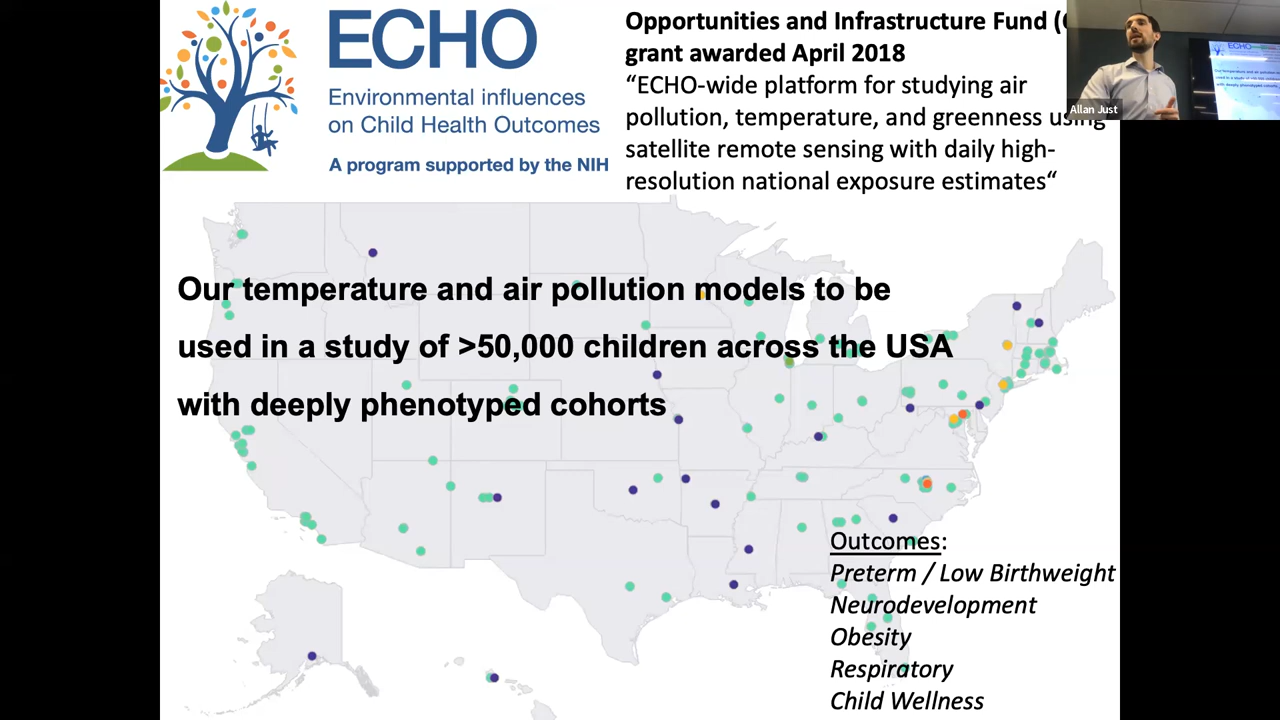 ECHO
Environmental influences
on Child Health Outcomes
A program supported by the NIH
Opportunities and Infrastructure Fund
grant awarded April 2018
“ECHO-wide platform for studying air
pollution, temperature, and greenness using
satellite remote sensing with daily high-
resolution national exposure estimates“
Allan Just
Our temperature and air pollution models to be
used in a study of >50,000 children across the USA
with deeply phenotyped cohorts
Outcomes:
Preterm / Low Birthweight
Neurodevelopment
Obesity
Respiratory
Child Wellness